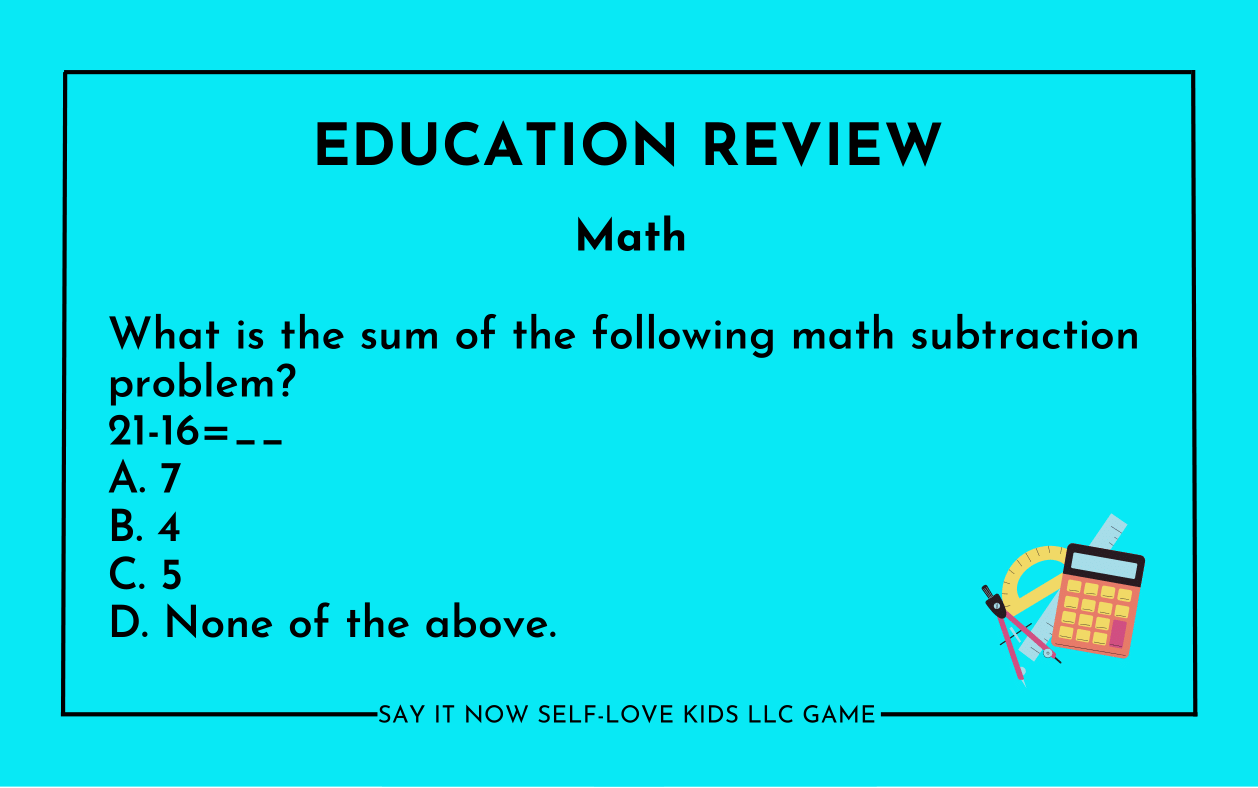 EDUCATION REVIEW
Math
What is the sum of the following math subtraction
problem?
21-16=__
A. 7
B. 4
C. 5
D. None of the above.
SAY IT NOW SELF-LOVE KIDS LLC GAME